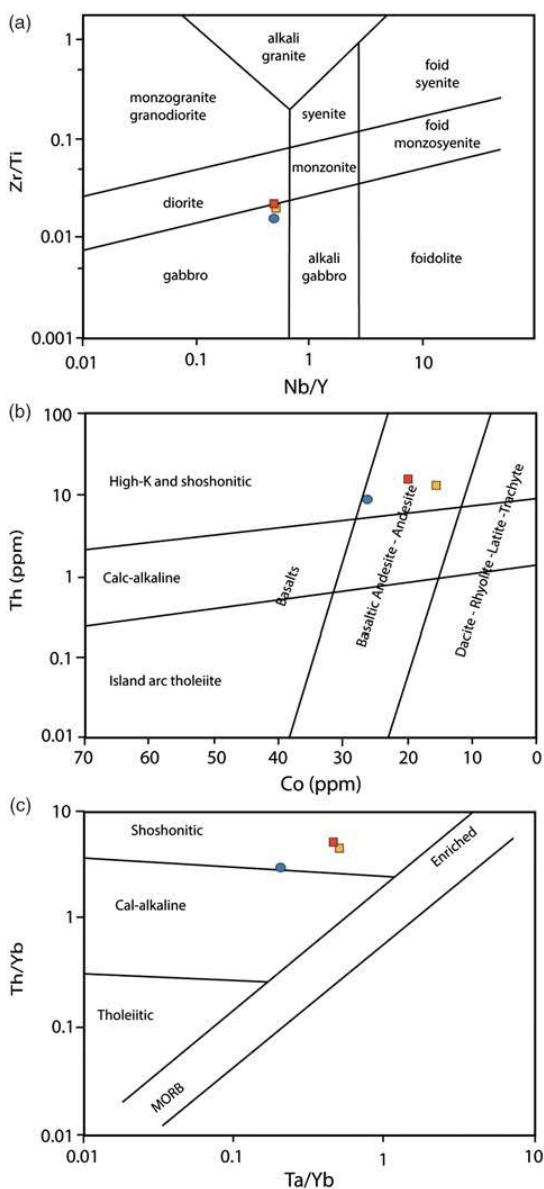 (a)
1
0.1
0.01
0.001
Zr/Ti
alkali
granite
monzogranite
granodiorite
syenite
foid
syenite
foid
monzosyenite
monzonite
diorite
gabbro
alkali
gabbro
foidolite
0.01
0.1
1
10
Nb/Y
(b)
100
10
1
0.1
0.01
Th (ppm)
High-K and shoshonitic
Calc-alkaline
Island arc tholeiite
Basalts
Basaltic Andesite - Andesite
Dacite - Rhyolite -Latite -Trachyte
70
60
50
40
30
20
10
0
Co (ppm)
(c)
10
1
0.1
0.01
Th/Yb
Shoshonitic
Cal-alkaline
Tholeiitic
Enriched
MORB
0.01
0.1
1
10
Ta/Yb